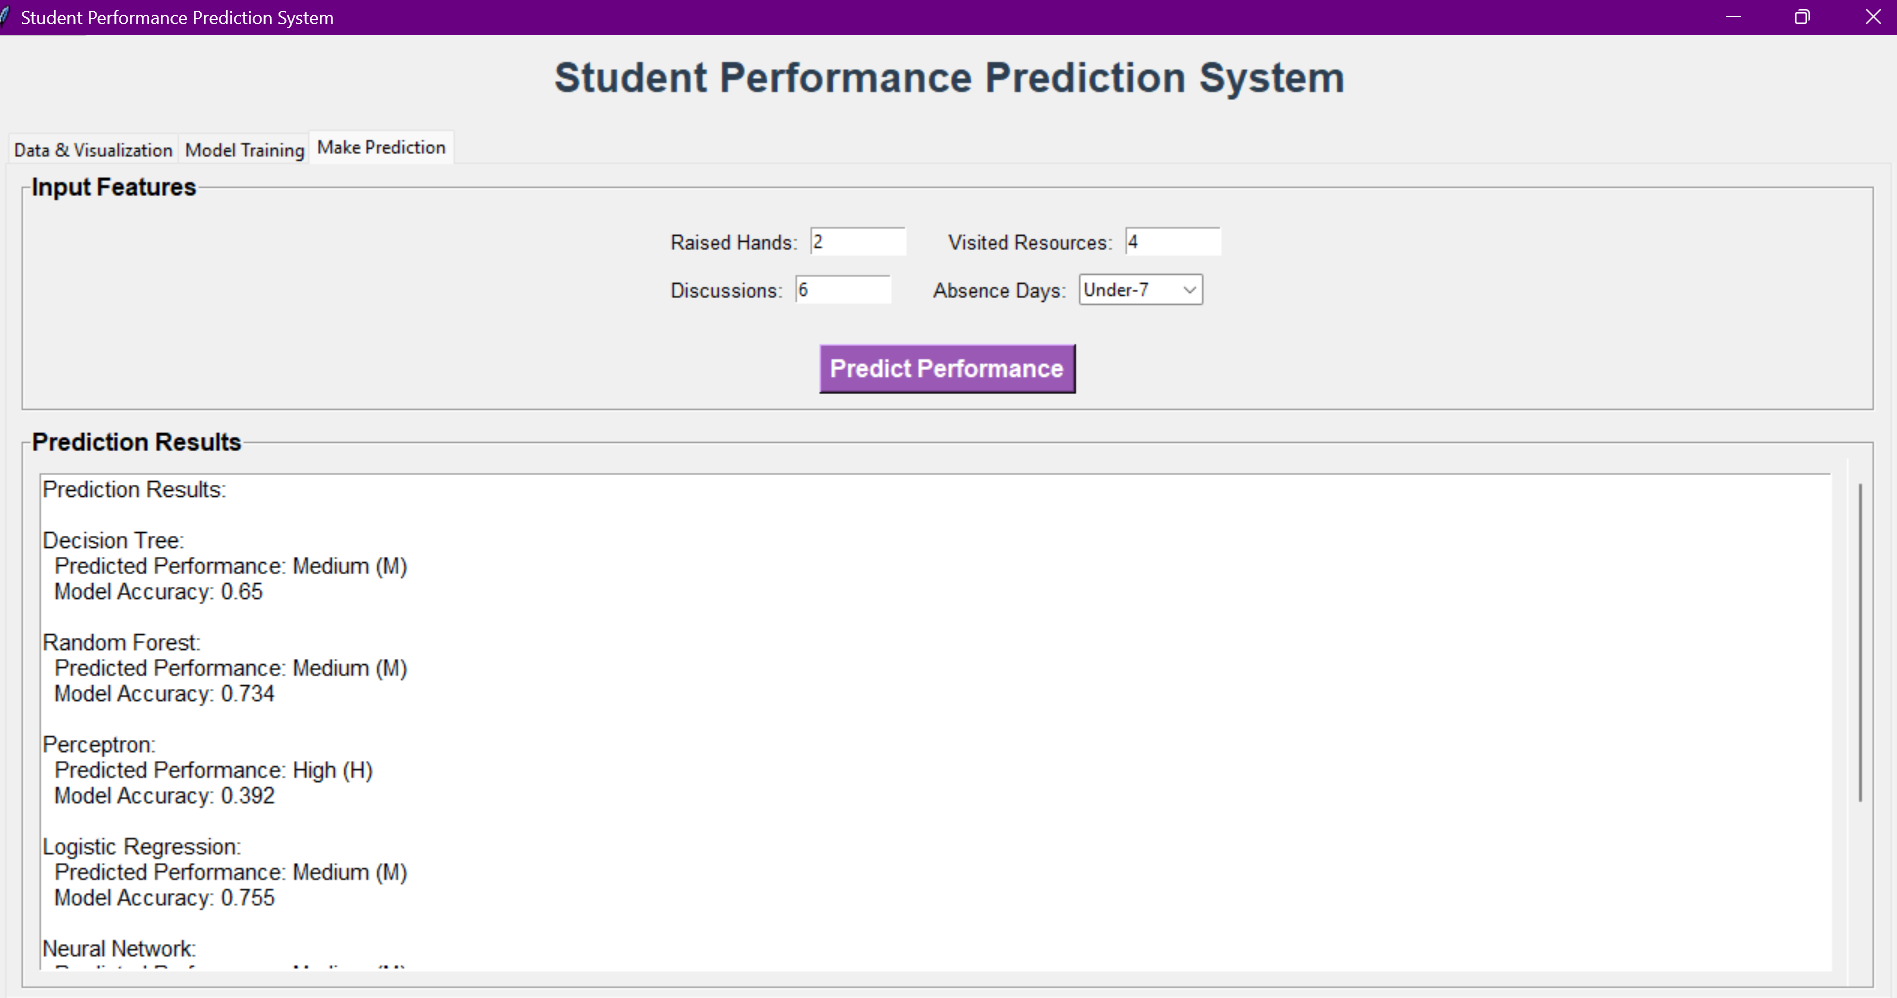 Student Performance Prediction System
Student Performance Prediction System
Data & Visualization Model Training Make Prediction
Input Features
Raised Hands: 2 Visited Resources: 4
Discussions: 6 Absence Days: Under-7
Predict Performance
Prediction Results
Prediction Results:
Decision Tree:
Predicted Performance: Medium (M)
Model Accuracy: 0.65
Random Forest:
Predicted Performance: Medium (M)
Model Accuracy: 0.734
Perceptron:
Predicted Performance: High (H)
Model Accuracy: 0.392
Logistic Regression:
Predicted Performance: Medium (M)
Model Accuracy: 0.755
Neural Network: